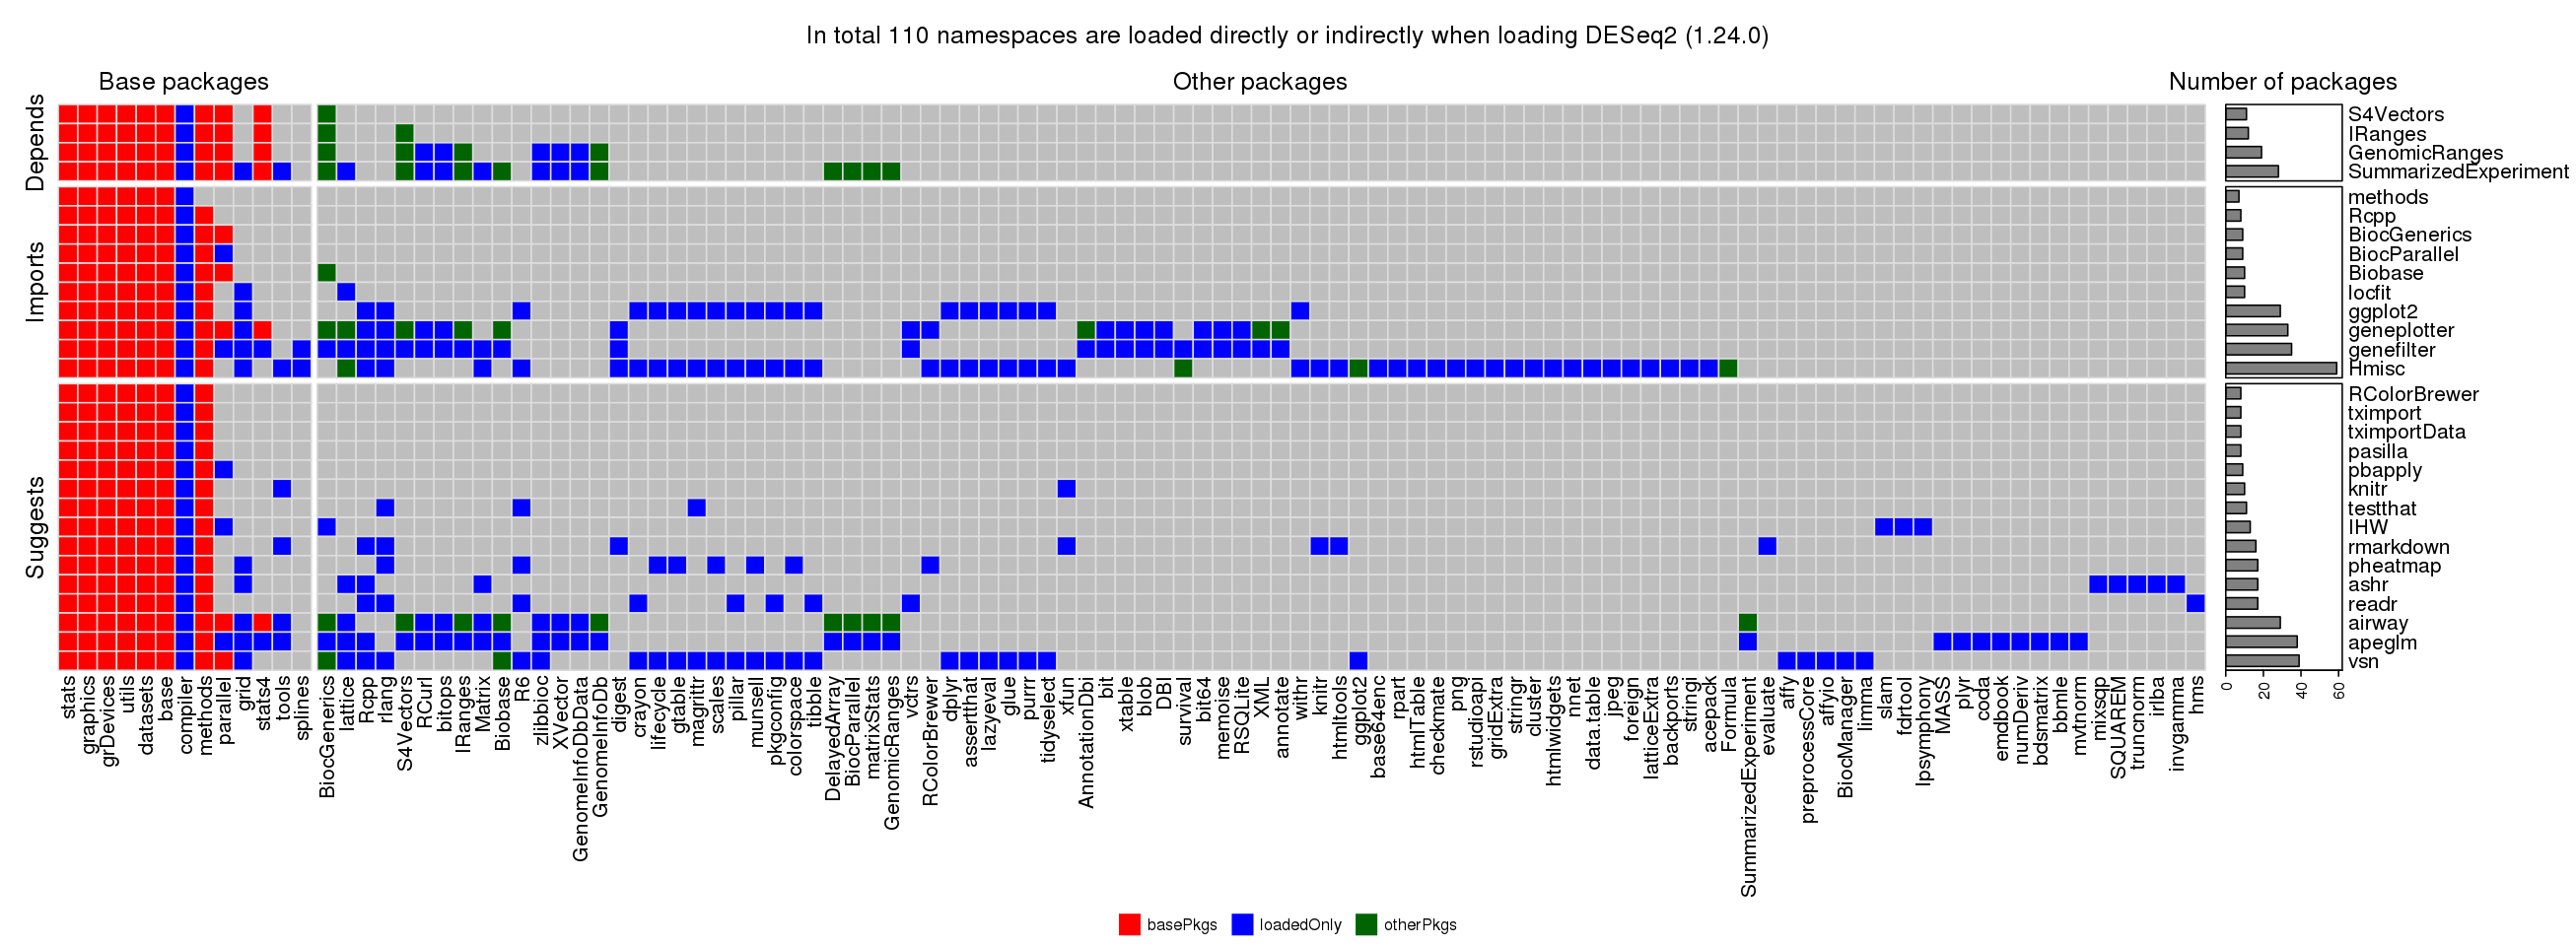 In total 110 namespaces are loaded directly or indirectly when loading DESeq2 (1.24.0)
Base packages
Other packages
Number of packages
Depends
S4Vectors
IRanges
GenomicRanges
SummarizedExperiment
Imports
methods
Rcpp
BiocGenerics
BiocParallel
Biobase
locfit
ggplot2
geneplotter
genefilter
Hmisc
Suggests
RColorBrewer
tximport
tximportData
pasilla
pbapply
knitr
testthat
IHW
rmarkdown
pheatmap
ashr
readr
airway
apeglm
vsn
0
20
40
60
stats
graphics
grDevices
utils
datasets
base
compiler
methods
parallel
grid
stats4
tools
splines
BiocGenerics
lattice
Rcpp
rlang
S4Vectors
RCurl
bitops
IRanges
Matrix
Biobase
R6
zlibbioc
XVector
GenomeInfoDbData
GenomeInfoDb
digest
crayon
lifecycle
gtable
magrittr
scales
pillar
munsell
pkgconfig
colorspace
tibble
DelayedArray
BiocParallel
matrixStats
GenomicRanges
vctrs
RColorBrewer
dplyr
assertthat
lazyeval
glue
purrr
tidyselect
xfun
AnnotationDbi
bit
xtable
blob
DBI
survival
bit64
memoise
RSQLite
XML
annotate
withr
knitr
htmltools
ggplot2
base64enc
rpart
htmlTable
checkmate
png
rstudioapi
gridExtra
stringr
cluster
htmlwidgets
nnet
data.table
jpeg
foreign
latticeExtra
backports
stringi
acepack
Formula
SummarizedExperiment
evaluate
affy
preprocessCore
affyio
BiocManager
limma
slam
fdrtool
lpsymphony
MASS
plyr
coda
emdbook
numDeriv
bdsmatrix
bbmle
mvtnorm
mixsqp
SQUAREM
truncnorm
irlba
invgamma
hms
basePkgs
loadedOnly
otherPkgs